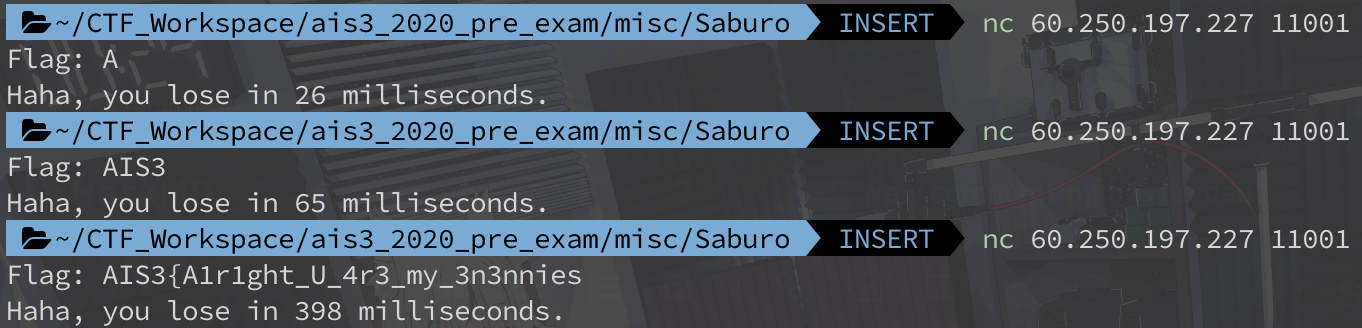 ~/CTF_Workspace/ais3_2020_pre_exam/misc/Saburo INSERT nc 60.250.197.227 11001
Flag: A
Haha, you lose in 26 milliseconds.
~/CTF_Workspace/ais3_2020_pre_exam/misc/Saburo INSERT nc 60.250.197.227 11001
Flag: AIS3
Haha, you lose in 65 milliseconds.
~/CTF_Workspace/ais3_2020_pre_exam/misc/Saburo INSERT nc 60.250.197.227 11001
Flag: AIS3{A1r1ght_U_4r3_my_3n3nnies
Haha, you lose in 398 milliseconds.